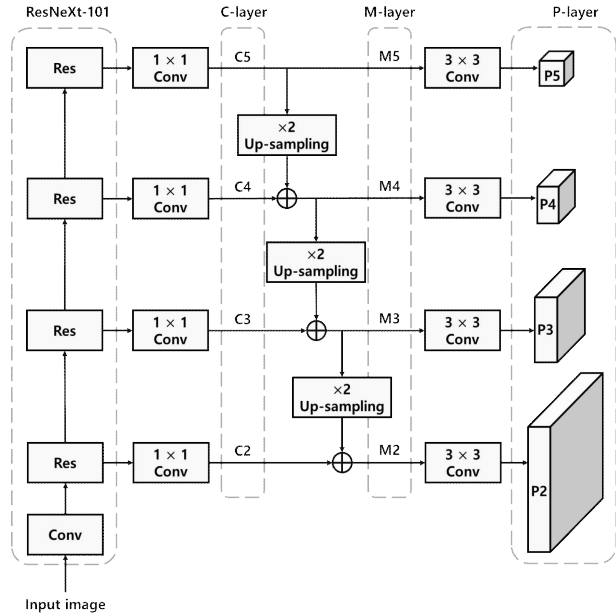 ResNeXt-101
C-layer
M-layer
P-layer
Res
1 × 1
Conv
C5
M5
3 × 3
Conv
P5
×2
Up-sampling
Res
1 × 1
Conv
C4
M4
3 × 3
Conv
P4
×2
Up-sampling
Res
1 × 1
Conv
C3
M3
3 × 3
Conv
P3
×2
Up-sampling
Res
1 × 1
Conv
C2
M2
3 × 3
Conv
P2
Conv
Input image